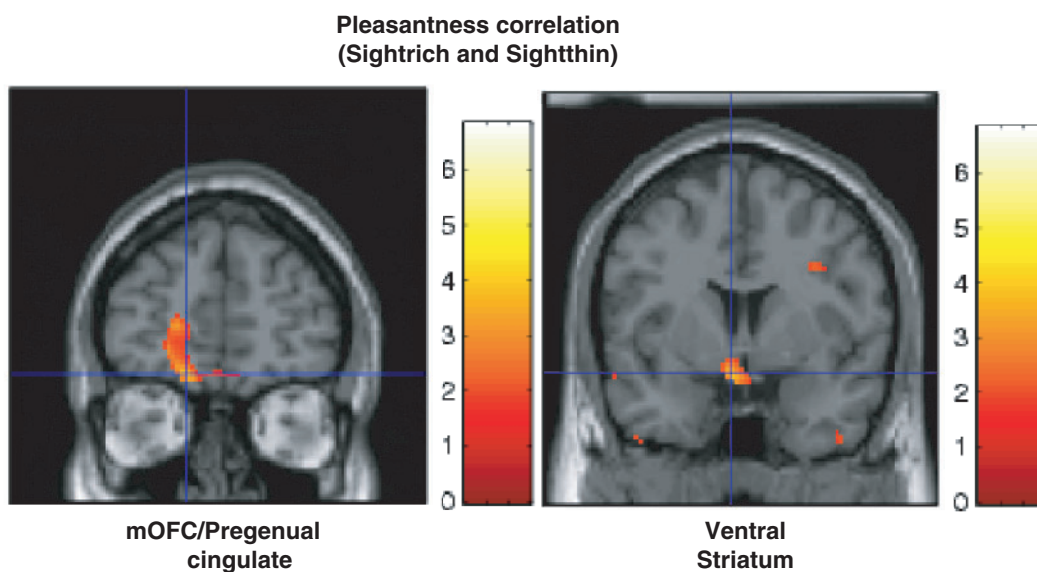 Pleasantness correlation
(Sightrich and Sightthin)
6
5
4
3
2
1
0
6
5
4
3
2
1
0
mOFC/Pregenual
cingulate
Ventral
Striatum